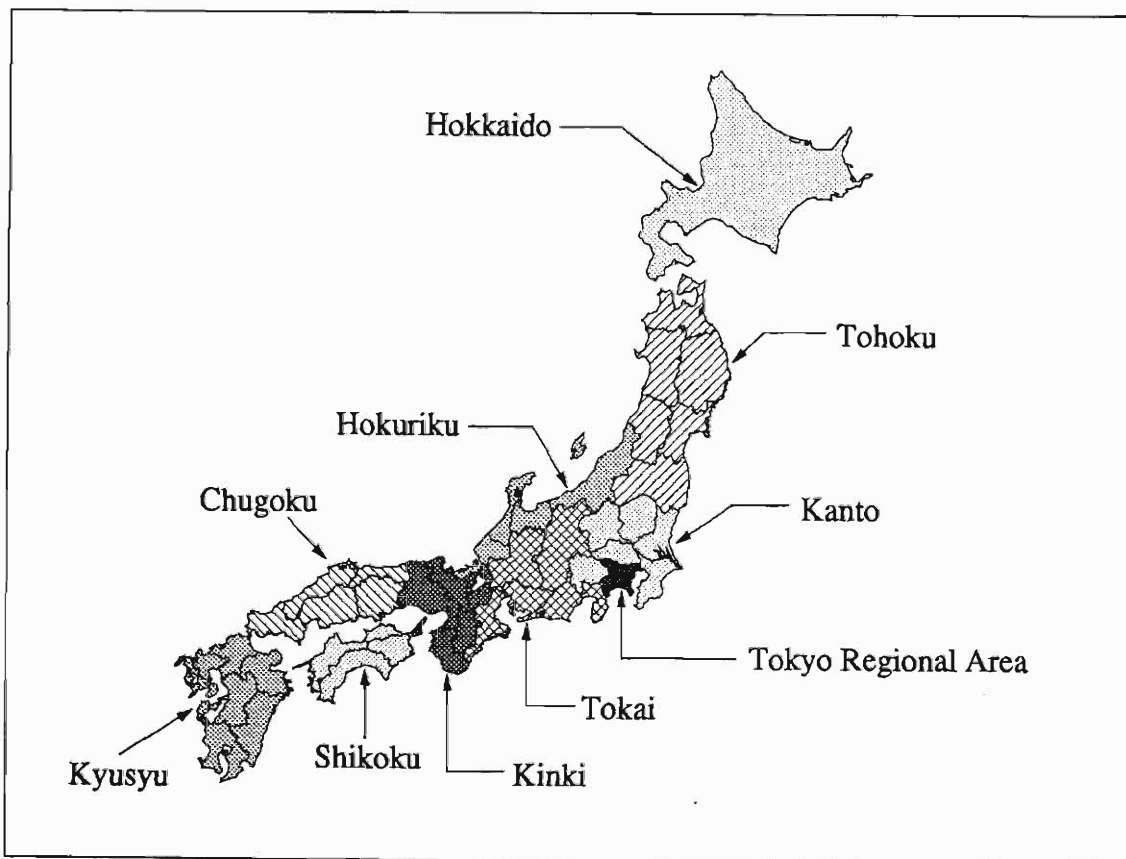 Hokkaido
Tohoku
Hokuriku
Chugoku
Kanto
Tokyo Regional Area
Tokai
Shikoku
Kinki
Kyusyu